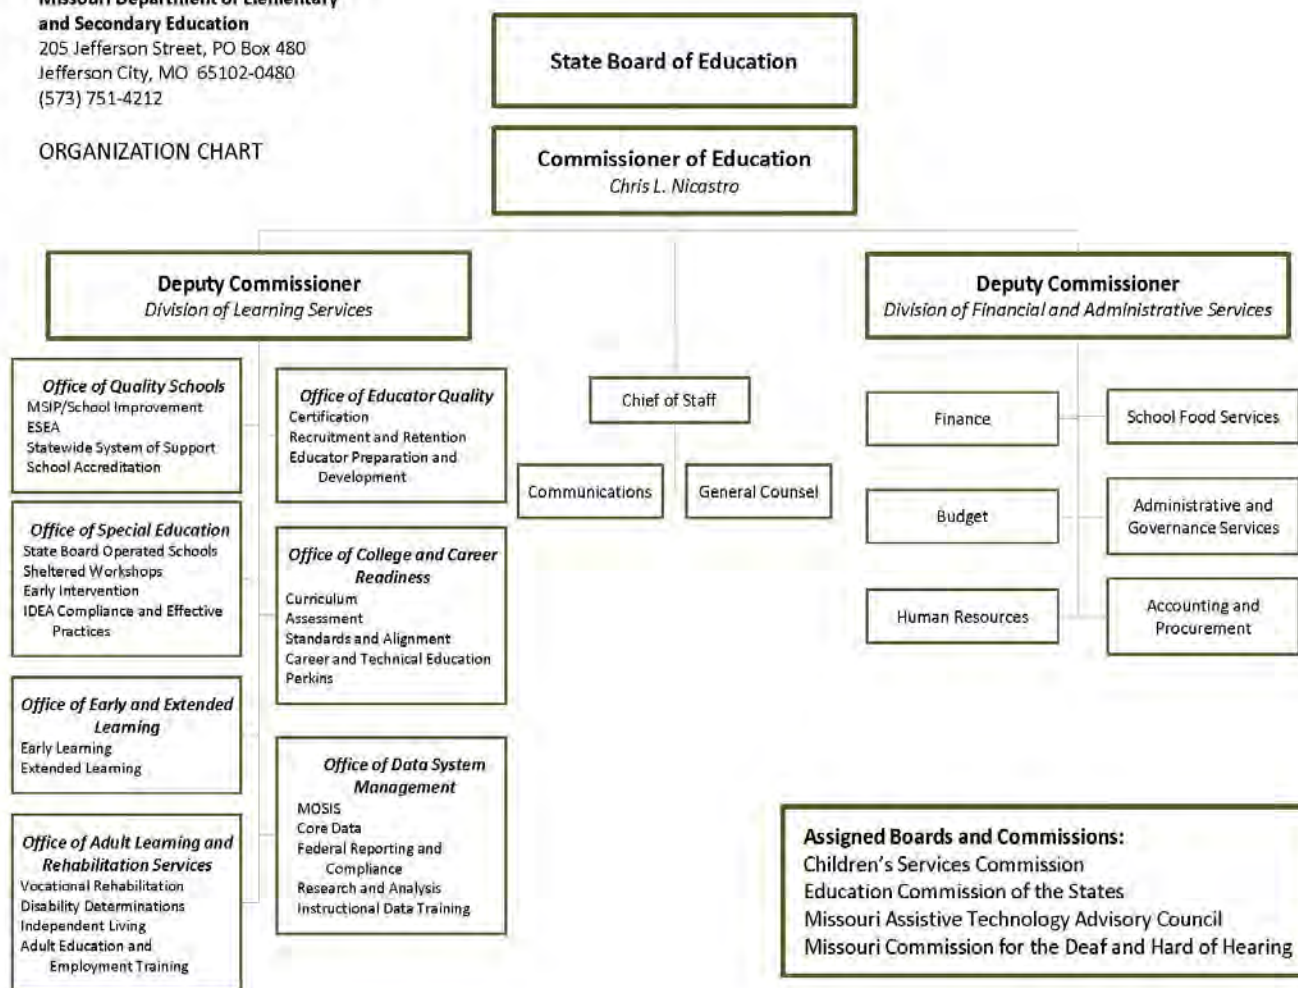 Missouri Department of Elementary
and Secondary Education
205 Jefferson Street, PO Box 480
Jefferson City, MO 65102-0480
(573) 751-4212
ORGANIZATION CHART
State Board of Education
Commissioner of Education
Chris L. Nicastro
Deputy Commissioner
Division of Learning Services
Office of Quality Schools
MSIP/School Improvement
ESEA
Statewide System of Support
School Accreditation
Office of Educator Quality
Certification
Recruitment and Retention
Educator Preparation and
Development
Office of Special Education
State Board Operated Schools
Sheltered Workshops
Early Intervention
IDEA Compliance and Effective
Practices
Office of College and Career
Readiness
Curriculum
Assessment
Standards and Alignment
Career and Technical Education
Perkins
Office of Early and Extended
Learning
Early Learning
Extended Learning
Office of Data System
Management
MOSIS
Core Data
Federal Reporting and
Compliance
Research and Analysis
Instructional Data Training
Office of Adult Learning and
Rehabilitation Services
Vocational Rehabilitation
Disability Determinations
Independent Living
Adult Education and
Employment Training
Chief of Staff
Communications
General Counsel
Deputy Commissioner
Division of Financial and Administrative Services
Finance
School Food Services
Budget
Administrative and
Governance Services
Human Resources
Accounting and
Procurement
Assigned Boards and Commissions:
Children's Services Commission
Education Commission of the States
Missouri Assistive Technology Advisory Council
Missouri Commission for the Deaf and Hard of Hearing